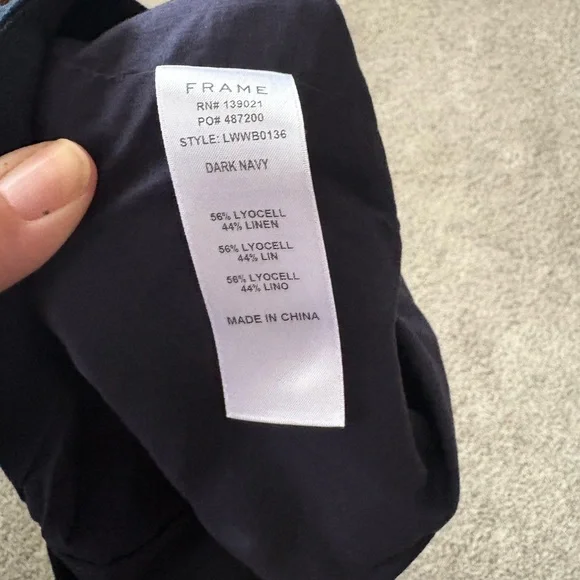 FRAME
RN# 139021
PO# 487200
STYLE: LWWB0136
DARK NAVY
56% LYOCELL
44% LINEN
56% LYOCELL
44% LIN
56% LYOCELL
44% LINO
MADE IN CHINA